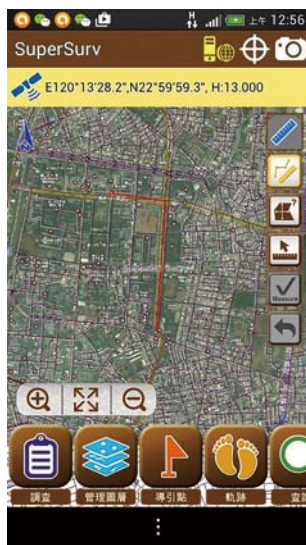 H
上午 12:56
SuperSurv
E120°13'28.2",N22°59'59.3", H:13.000
Measure
調查 管理圖層 導引點 軌跡